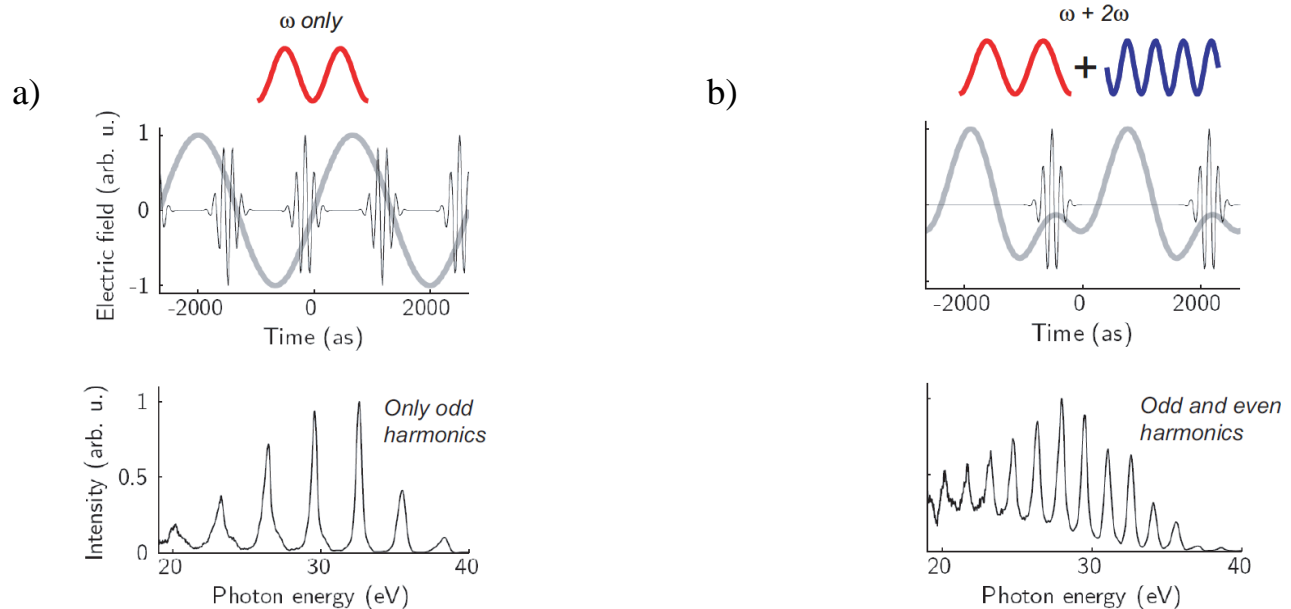 a)
ω only
Electric field (arb. u.)
1
0
-1
-2000
0
2000
Time (as)
Intensity (arb. u.)
1
0.5
0
Only odd
harmonics
20
30
40
Photon energy (eV)
b)
ω + 2ω
+
-2000
0
2000
Time (as)
Odd and even
harmonics
20
30
40
Photon energy (eV)